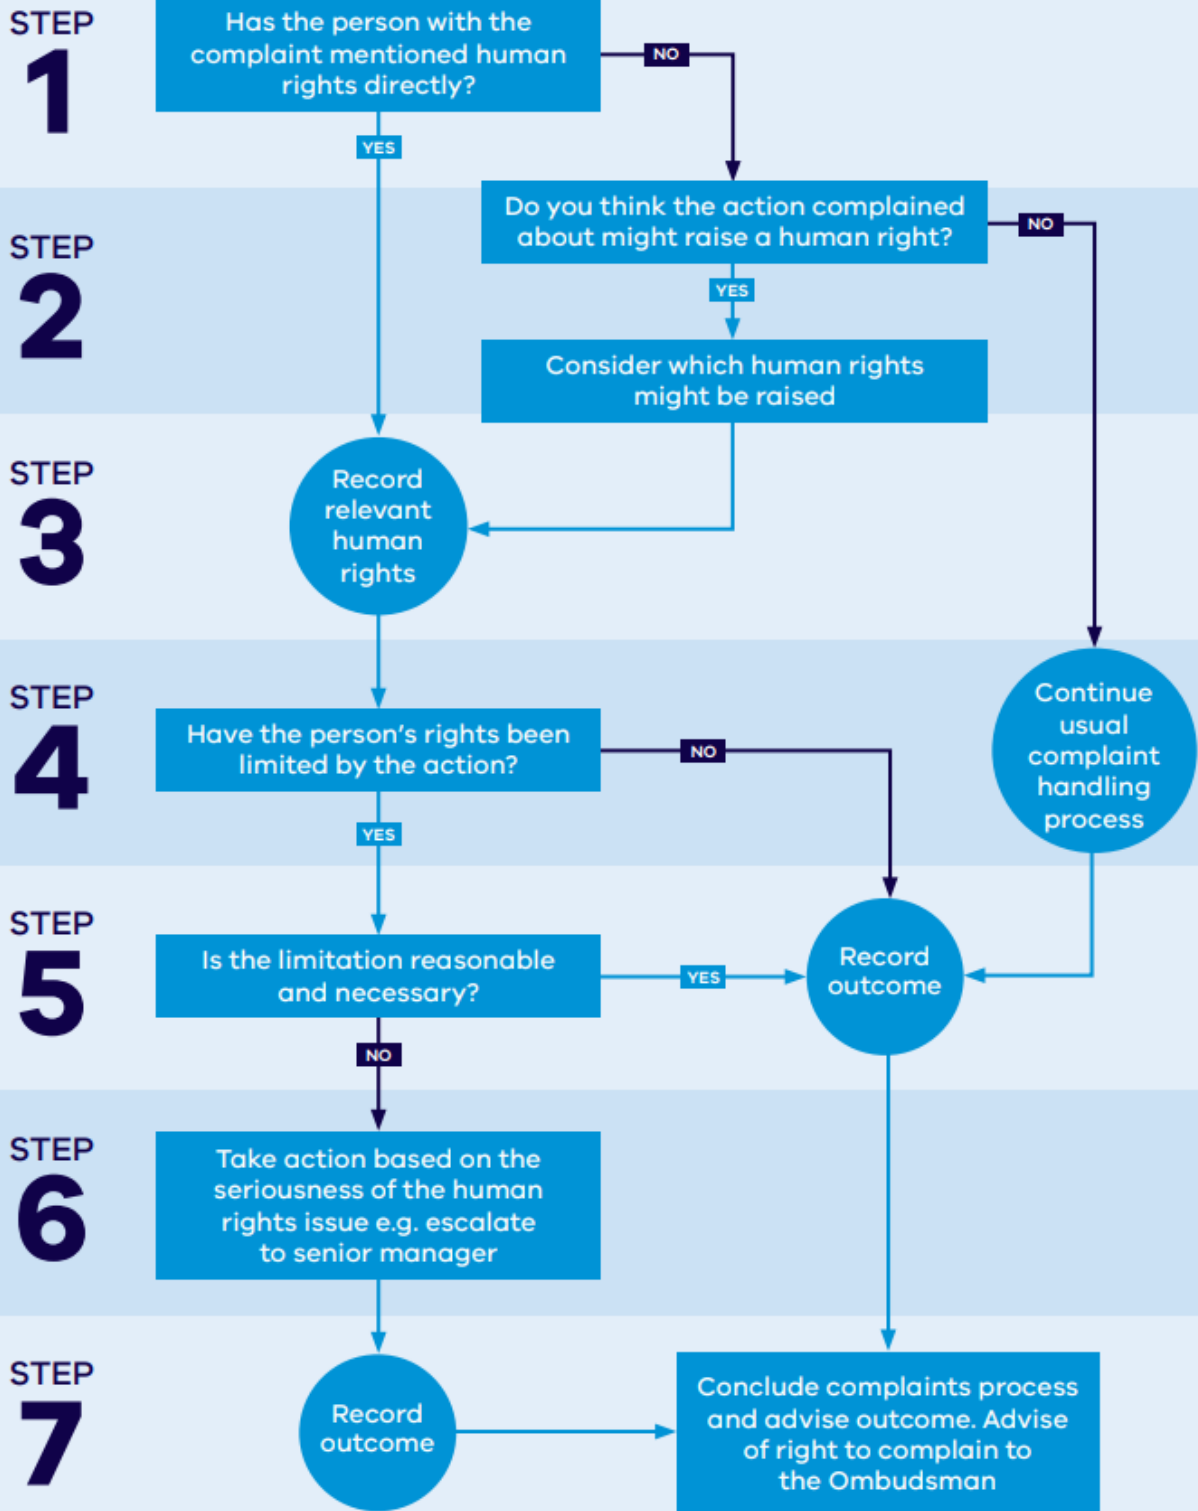 STEP
1
Has the person with the
complaint mentioned human
rights directly?
NO
YES
STEP
2
Do you think the action complained
about might raise a human right?
NO
YES
Consider which human rights
might be raised
STEP
3
Record
relevant
human
rights
STEP
4
Have the person's rights been
limited by the action?
NO
YES
Continue
usual
complaint
handling
process
STEP
5
Is the limitation reasonable
and necessary?
YES
NO
Record
outcome
STEP
6
Take action based on the
seriousness of the human
rights issue e.g. escalate
to senior manager
STEP
7
Record
outcome
Conclude complaints process
and advise outcome. Advise
of right to complain to
the Ombudsman